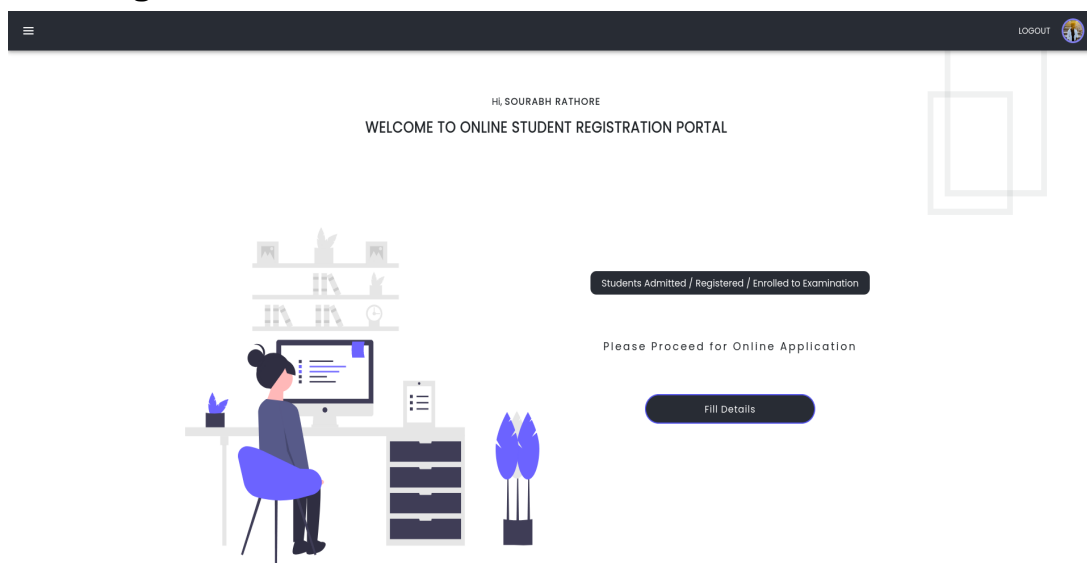 LOGOUT
Hi, SOURABH RATHORE
WELCOME TO ONLINE STUDENT REGISTRATION PORTAL
Students Admitted / Registered / Enrolled to Examination
Please Proceed for Online Application
Fill Details